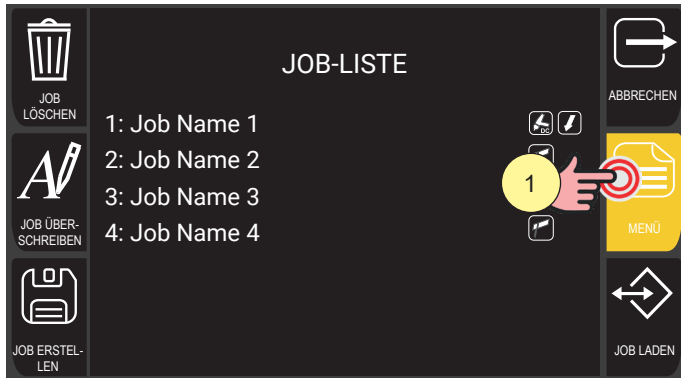 JOB-LISTE
JOB
LÖSCHEN
JOB ÜBER-
SCHREIBEN
JOB ERSTEL-
LEN
1: Job Name 1
2: Job Name 2
3: Job Name 3
4: Job Name 4
DC
1
ABBRECHEN
MENÜ
JOB LADEN